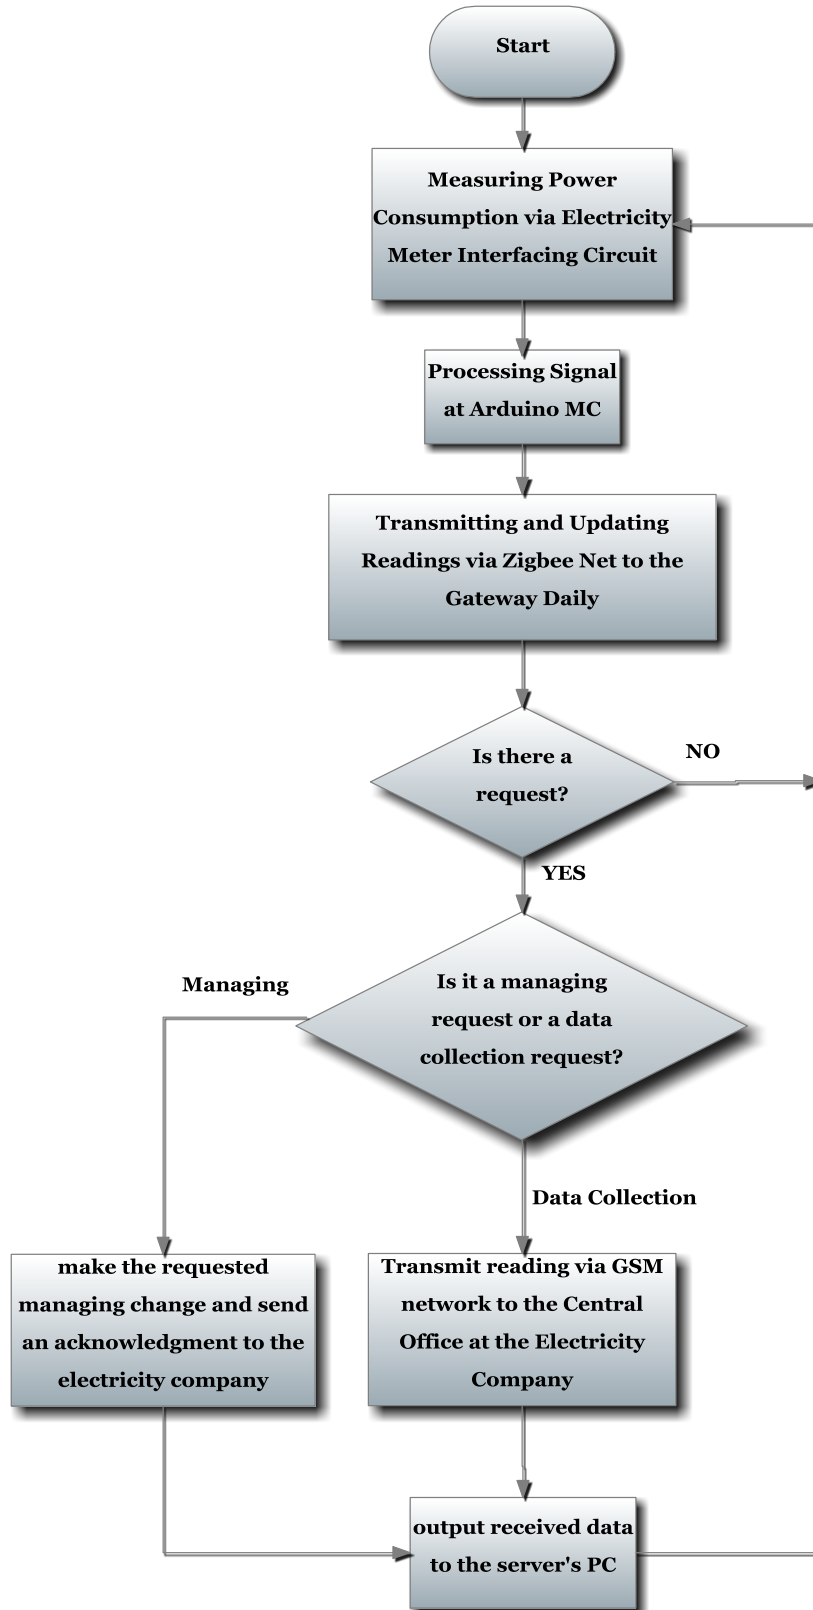 Start
Measuring Power
Consumption via Electricity
Meter Interfacing Circuit
Processing Signal
at Arduino MC
Transmitting and Updating
Readings via Zigbee Net to the
Gateway Daily
Is there a
request?
NO
YES
Is it a managing
request or a data
collection request?
Managing
Data Collection
make the requested
managing change and send
an acknowledgment to the
electricity company
Transmit reading via GSM
network to the Central
Office at the Electricity
Company
output received data
to the server's PC